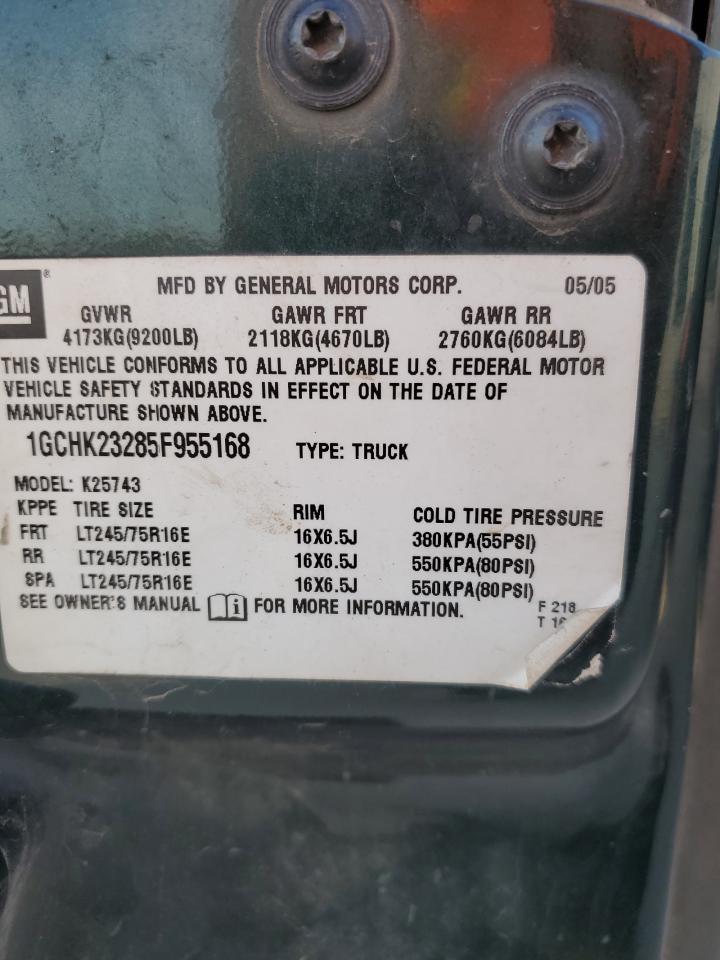 GM®
MFD BY GENERAL MOTORS CORP. 05/05
GVWR GAWR FRT GAWR RR
4173KG(9200LB) 2118KG(4670LB) 2760KG(6084LB)
THIS VEHICLE CONFORMS TO ALL APPLICABLE U.S. FEDERAL MOTOR
VEHICLE SAFETY STANDARDS IN EFFECT ON THE DATE OF
MANUFACTURE SHOWN ABOVE.
1GCHK23285F955168 TYPE: TRUCK
MODEL: K25743
KPPE TIRE SIZE RIM COLD TIRE PRESSURE
FRT LT245/75R16E 16X6.5J 380KPA(55PSI)
RR LT245/75R16E 16X6.5J 550KPA(80PSI)
SPA LT245/75R16E 16X6.5J 550KPA(80PSI)
SEE OWNER'S MANUAL i FOR MORE INFORMATION.
F 218
T